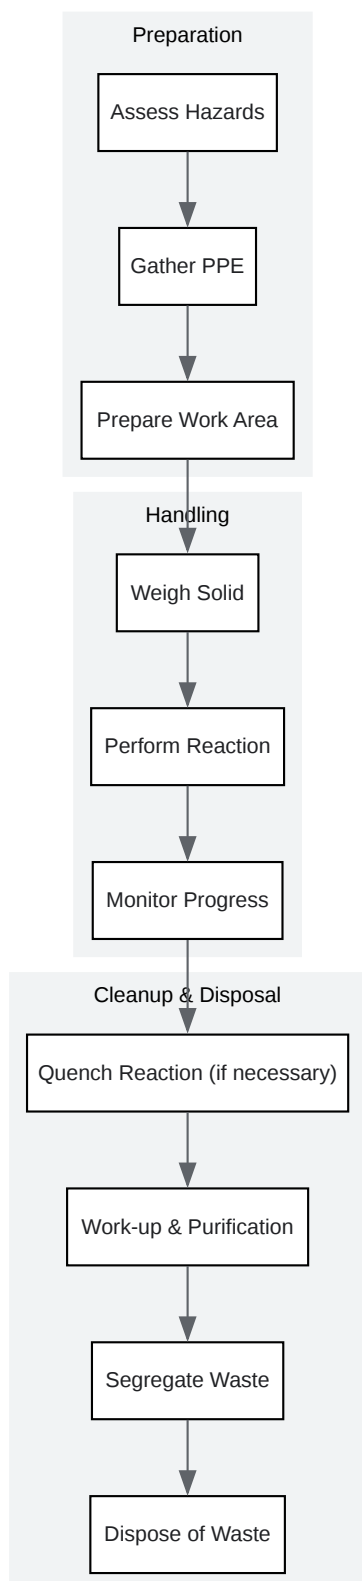 Preparation
Assess Hazards
Gather PPE
Prepare Work Area
Handling
Weigh Solid
Perform Reaction
Monitor Progress
Cleanup & Disposal
Quench Reaction (if necessary)
Work-up & Purification
Segregate Waste
Dispose of Waste